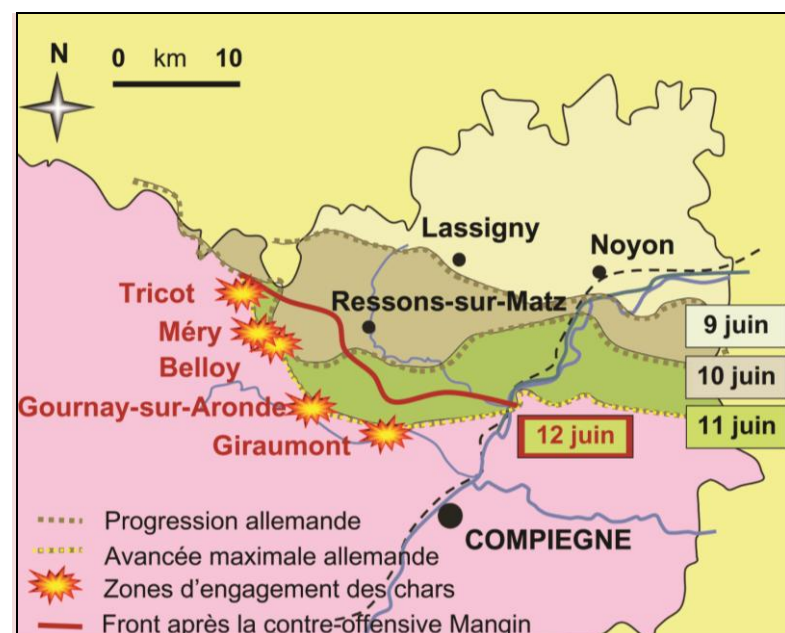 N
0 km 10
Lassigny
Noyon
Tricot
Ressons-sur-Matz
Méry
Belloy
9 juin
10 juin
11 juin
Gournay-sur-Aronde
Giraumont
12 juin
COMPIEGNE
Progression allemande
Avancée maximale allemande
Zones d'engagement des chars
Front après la contre-offensive Mangin